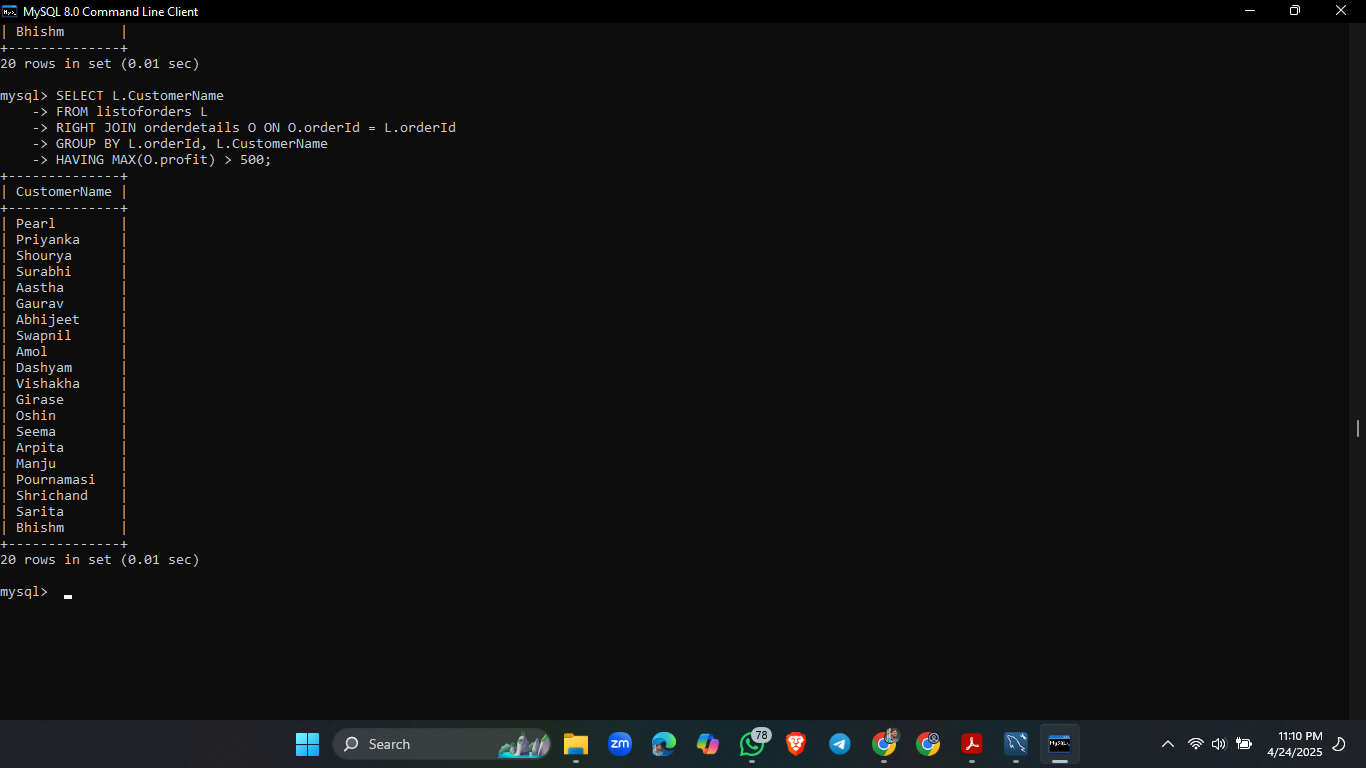 MySQL 8.0 Command Line Client
| Bhishm       |
+--------------+
20 rows in set (0.01 sec)
mysql> SELECT L.CustomerName
    -> FROM listoforders L
    -> RIGHT JOIN orderdetails O ON O.orderId = L.orderId
    -> GROUP BY L.orderId, L.CustomerName
    -> HAVING MAX(O.profit) > 500;
+--------------+
| CustomerName |
+--------------+
| Pearl        |
| Priyanka     |
| Shourya      |
| Surabhi      |
| Aastha       |
| Gaurav       |
| Abhijeet     |
| Swapnil      |
| Amol         |
| Dashyam      |
| Vishakha     |
| Girase       |
| Oshin        |
| Seema        |
| Arpita       |
| Manju        |
| Pournamasi   |
| Shrichand    |
| Sarita       |
| Bhishm       |
+--------------+
20 rows in set (0.01 sec)
mysql>
Search
zm
78
MySQL
11:10 PM
4/24/2025